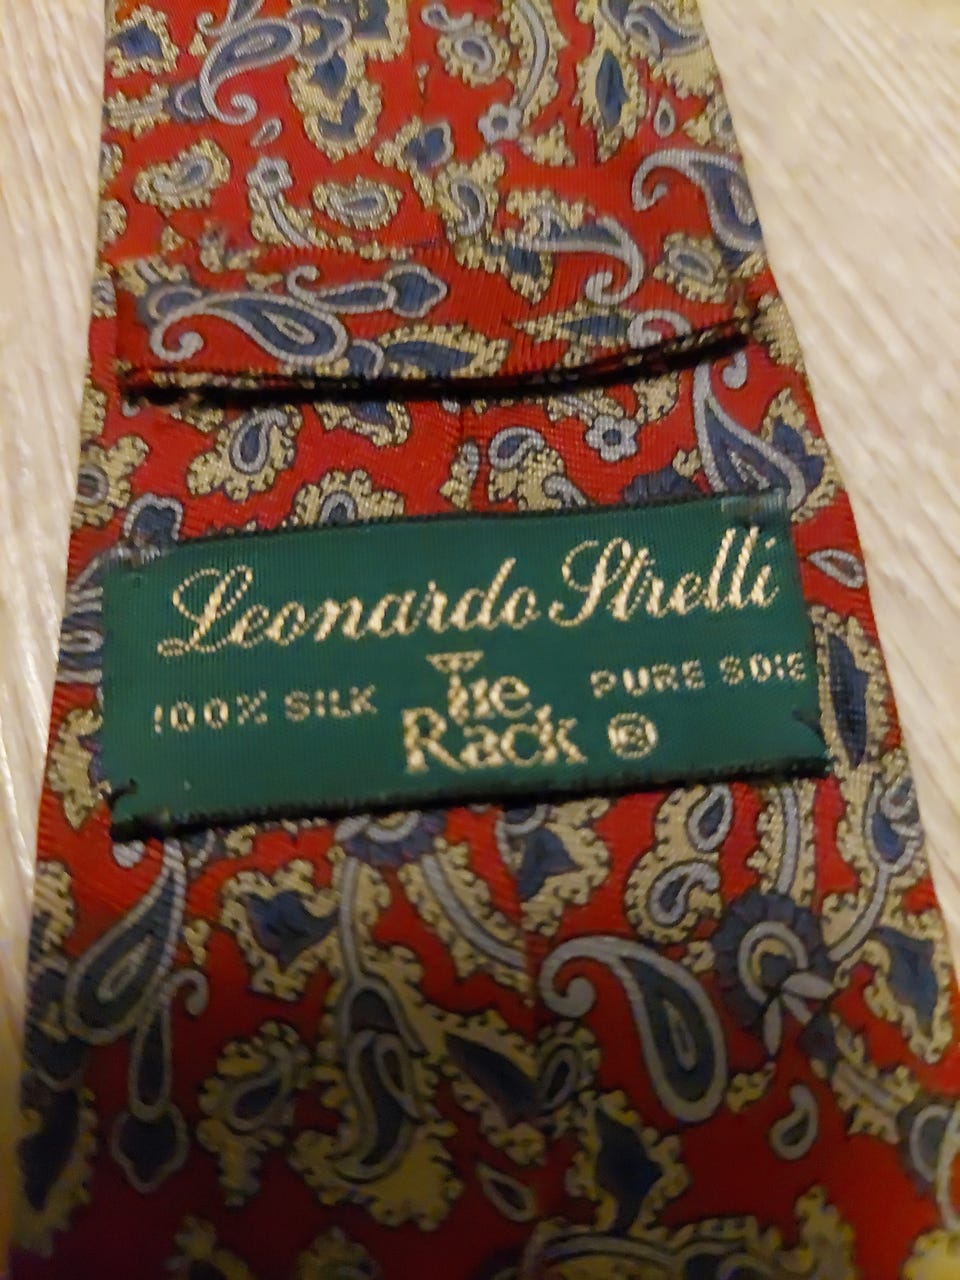 Leonardo Strelli
100% SILK Tie Rack ® PURE SOIE